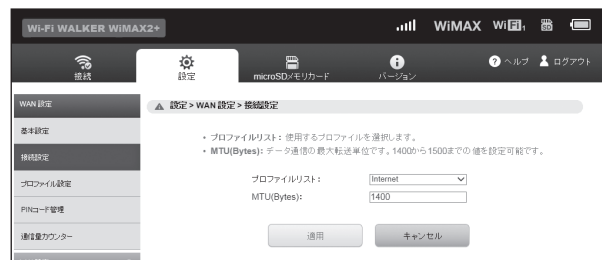 Wi-Fi WALKER WiMAX2+
WiMAX WiFi1
接続
設定
microSDメモリカード
バージョン
ヘルプ
ログアウト
WAN 設定
設定 > WAN 設定 > 接続設定
基本設定
接続設定
プロファイル設定
PINコード管理
通信量カウンター
・ プロファイルリスト: 使用するプロファイルを選択します。
・ MTU(Bytes): データ通信の最大転送単位です。1400から1500までの値を設定可能です。
プロファイルリスト: Internet
MTU(Bytes): 1400
適用 キャンセル